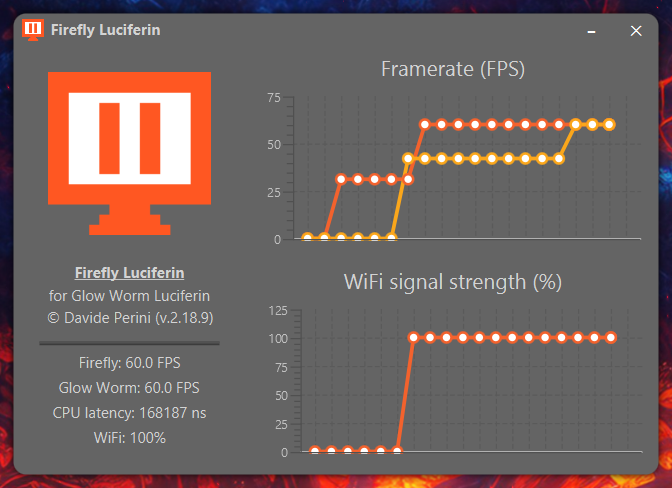 Firefly Luciferin
Firefly Luciferin
for Glow Worm Luciferin
© Davide Perini (v.2.18.9)
Firefly: 60.0 FPS
Glow Worm: 60.0 FPS
CPU latency: 168187 ns
WiFi: 100%
Framerate (FPS)
75
50
25
0
WiFi signal strength (%)
125
100
75
50
25
0